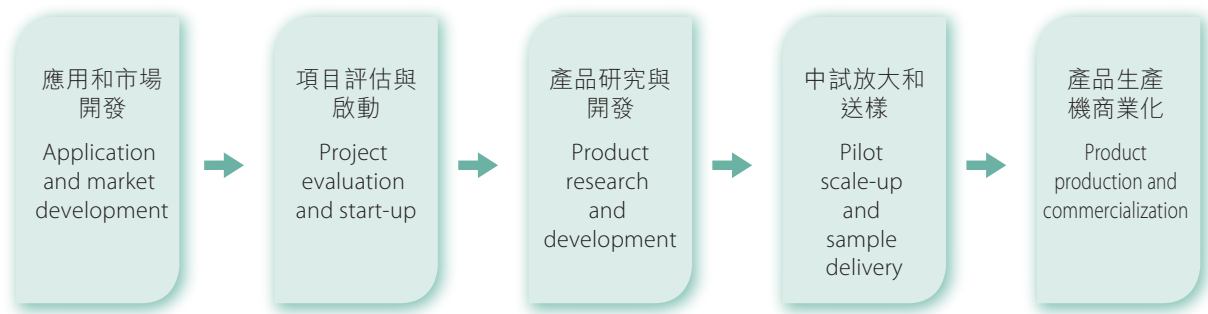 應用和市場
開發
Application
and market
development
項目評估與
啟動
Project
evaluation
and start-up
產品研究與
開發
Product
research
and
development
中試放大和
送樣
Pilot
scale-up
and
sample
delivery
產品生產
機商業化
Product
production and
commercialization